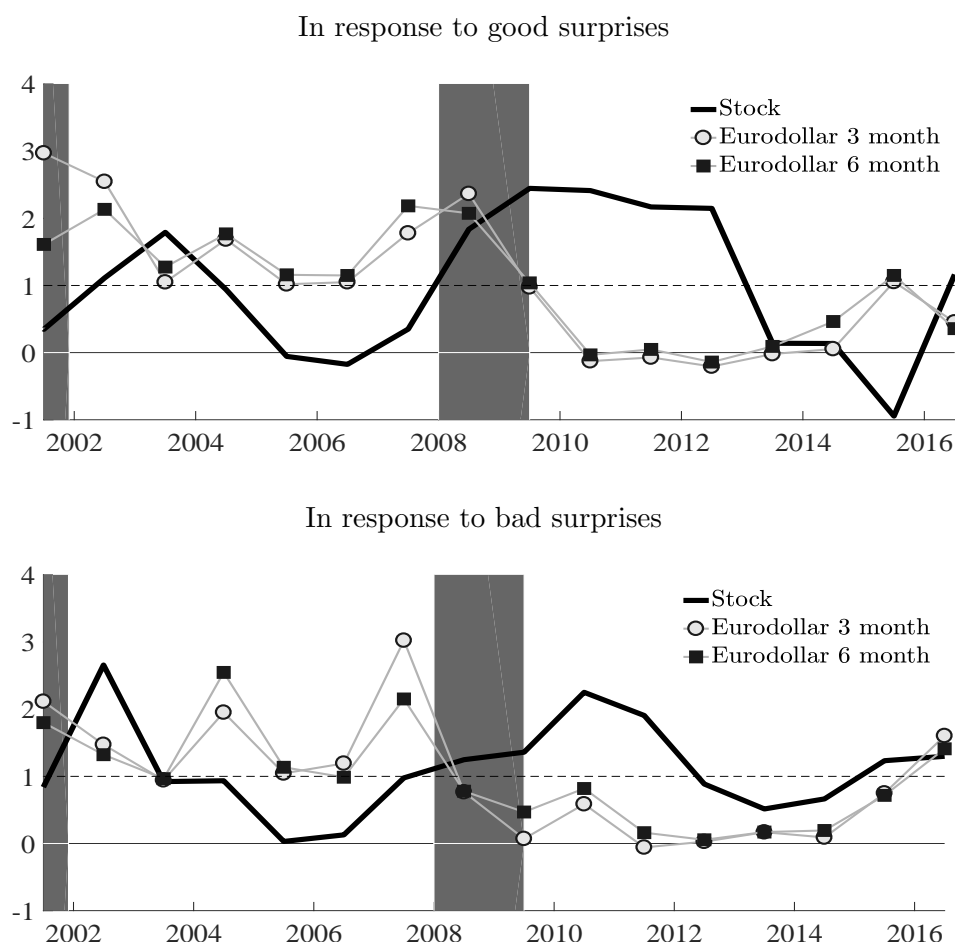 In response to good surprises
4
Stock
Eurodollar 3 month
Eurodollar 6 month
3
2
1
0
-1
2002 2004 2006 2008 2010 2012 2014 2016
In response to bad surprises
4
Stock
Eurodollar 3 month
Eurodollar 6 month
3
2
1
0
-1
2002 2004 2006 2008 2010 2012 2014 2016